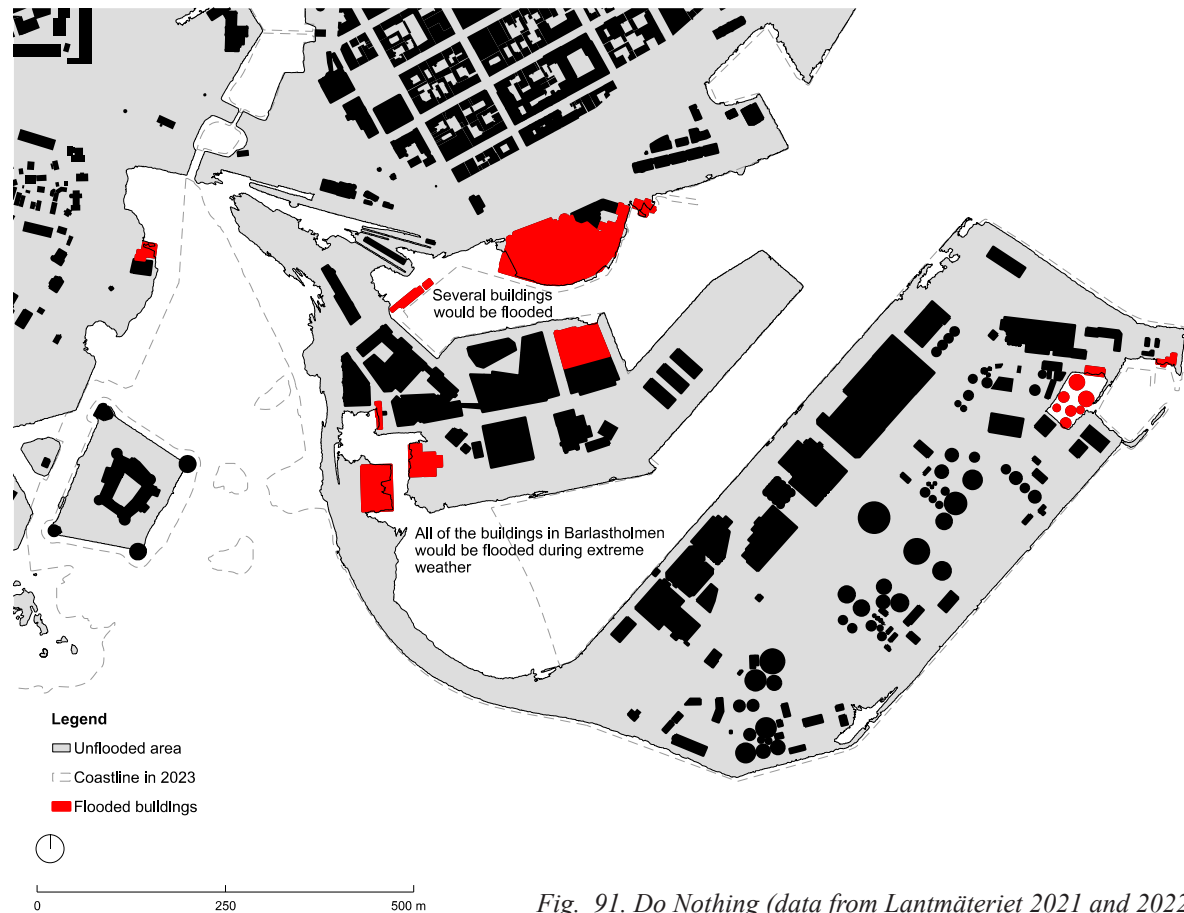 Several buildings
would be flooded
All of the buildings in Barlastholmen
would be flooded during extreme
weather
Legend
Unflooded area
Coastline in 2023
Flooded buildings
0 250 500 m
Fig. 91. Do Nothing (data from Lantmäteriet 2021 and 2022